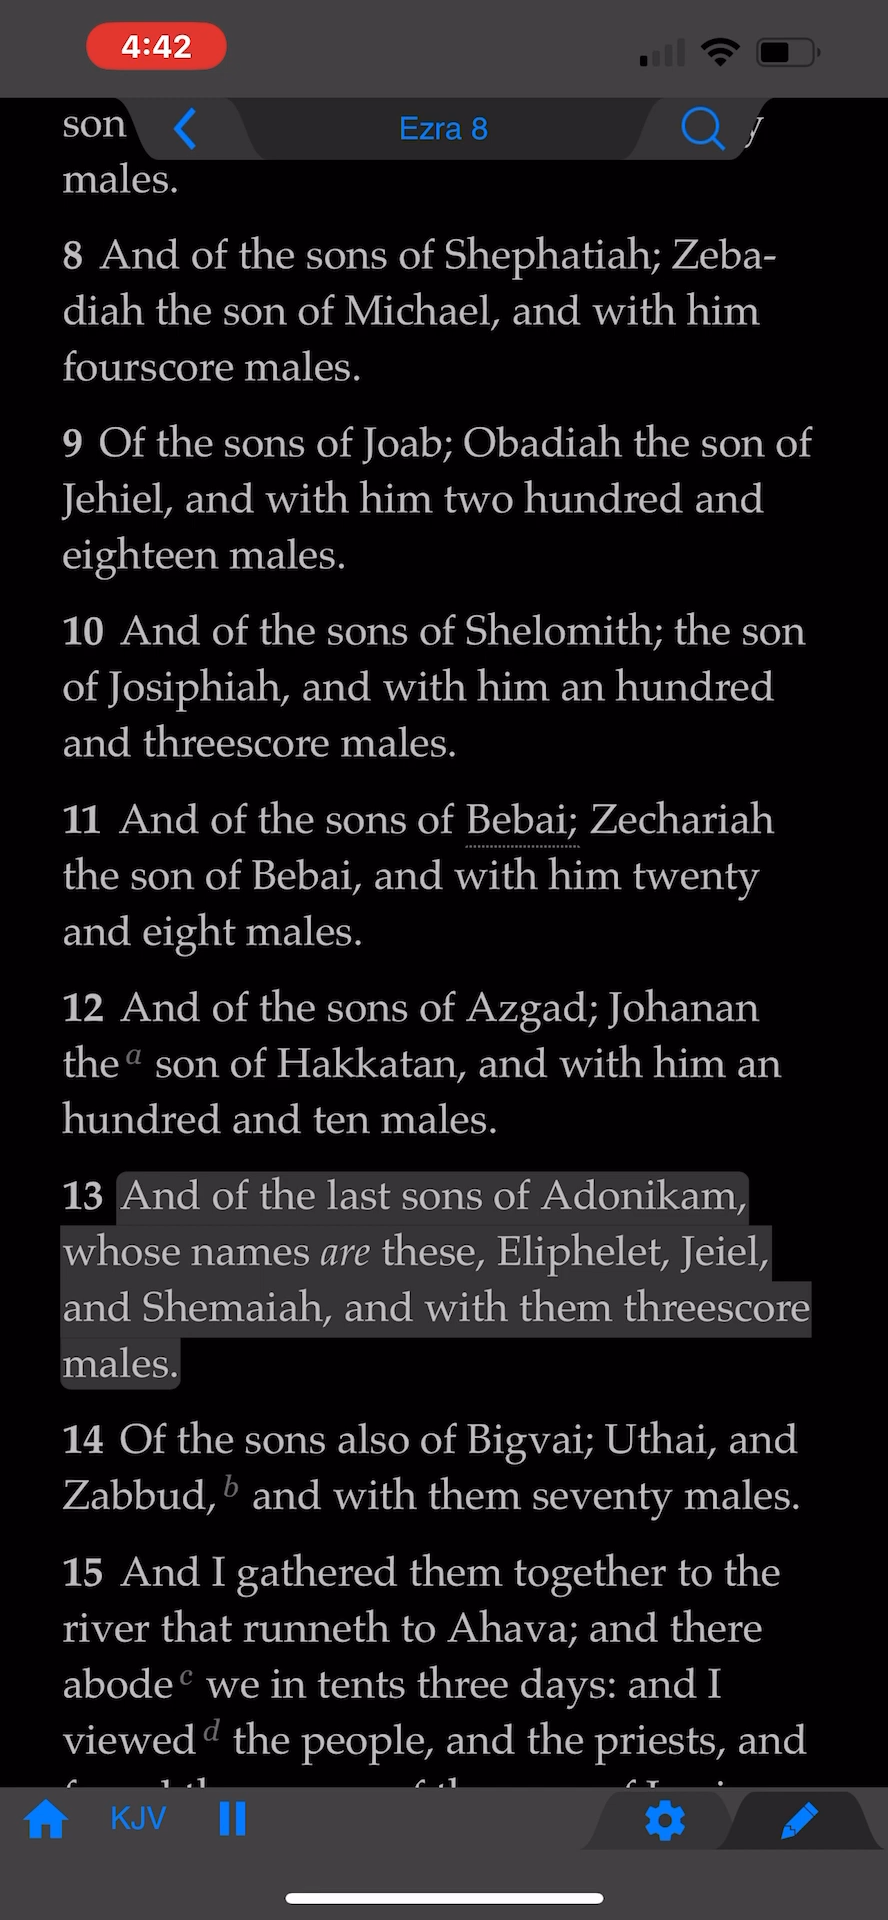 4:42
son
Ezra 8
y
males.
8 And of the sons of Shephatiah; Zeba-
diah the son of Michael, and with him
fourscore males.
9 Of the sons of Joab; Obadiah the son of
Jehiel, and with him two hundred and
eighteen males.
10 And of the sons of Shelomith; the son
of Josiphiah, and with him an hundred
and threescore males.
11 And of the sons of Bebai; Zechariah
the son of Bebai, and with him twenty
and eight males.
12 And of the sons of Azgad; Johanan
the a son of Hakkatan, and with him an
hundred and ten males.
13 And of the last sons of Adonikam,
whose names are these, Eliphelet, Jeiel,
and Shemaiah, and with them threescore
males.
14 Of the sons also of Bigvai; Uthai, and
Zabbud, b and with them seventy males.
15 And I gathered them together to the
river that runneth to Ahava; and there
abode c we in tents three days: and I
viewed d the people, and the priests, and
KJV